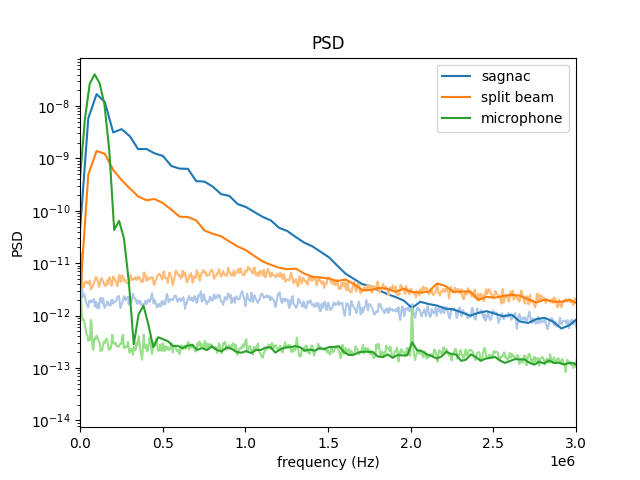 PSD
sagnac
split beam
microphone
PSD
10⁻⁸
10⁻⁹
10⁻¹⁰
10⁻¹¹
10⁻¹²
10⁻¹³
10⁻¹⁴
0.0 0.5 1.0 1.5 2.0 2.5 3.0
frequency (Hz)
1e6